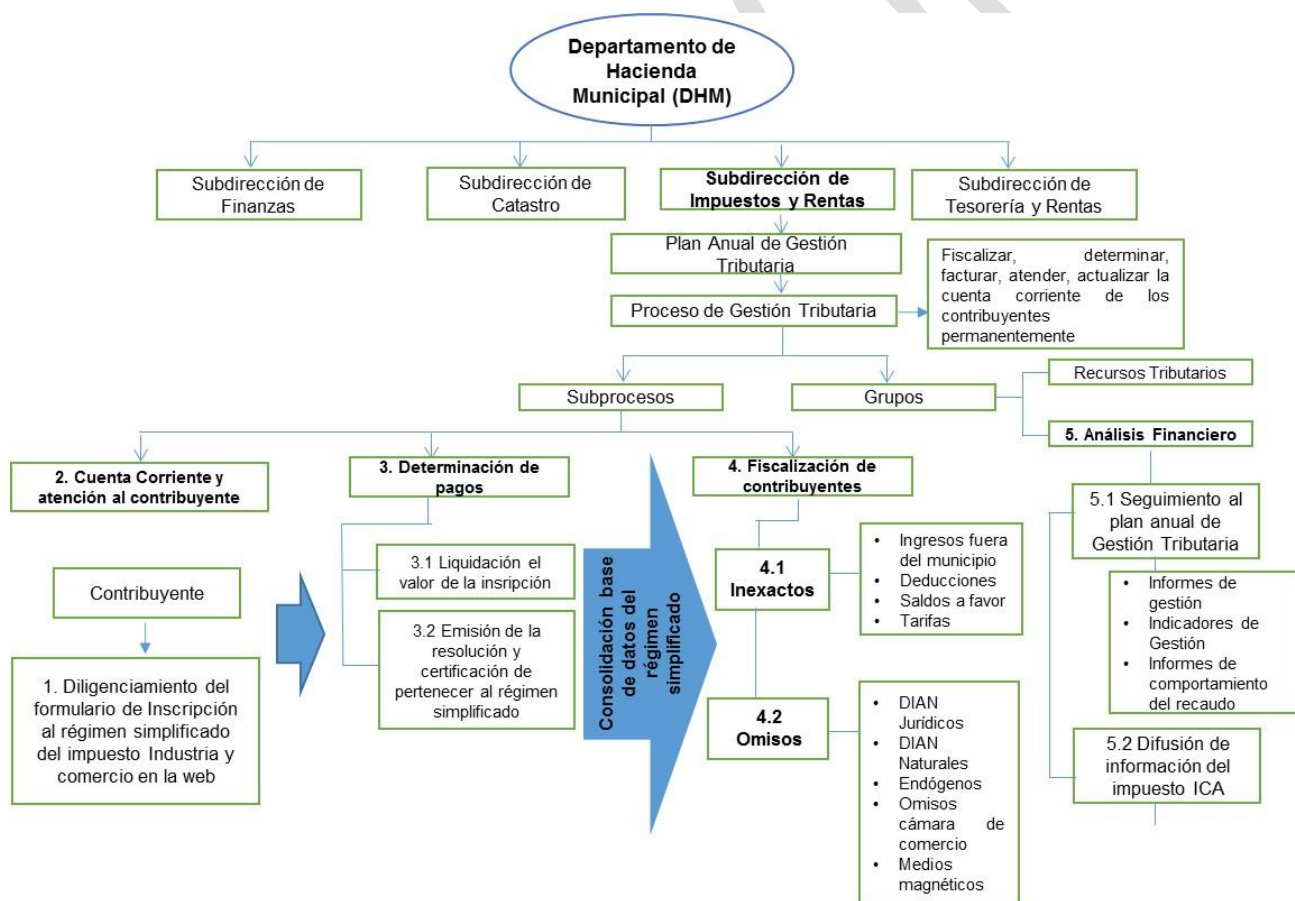 Departamento de
Hacienda
Municipal (DHM)
Subdirección de
Finanzas
Subdirección de
Catastro
Subdirección de
Impuestos y Rentas
Subdirección de
Tesorería y Rentas
Plan Anual de Gestión
Tributaria
Fiscalizar, determinar,
facturar, atender, actualizar la
cuenta corriente de los
contribuyentes
permanentemente
Proceso de Gestión Tributaria
Subprocesos
Grupos
Recursos Tributarios
5. Análisis Financiero
2. Cuenta Corriente y
atención al contribuyente
3. Determinación de
pagos
4. Fiscalización de
contribuyentes
Contribuyente
1. Diligenciamiento del
formulario de Inscripción
al régimen simplificado
del impuesto Industria y
comercio en la web
3.1 Liquidación el
valor de la insripción
3.2 Emisión de la
resolución y
certificación de
pertenecer al régimen
simplificado
Consolidación base
de datos del
régimen
simplificado
4.1
Inexactos
• Ingresos fuera
del municipio
• Deducciones
• Saldos a favor
• Tarifas
4.2
Omisos
• DIAN
Jurídicos
• DIAN
Naturales
• Endógenos
• Omisos
cámara de
comercio
• Medios
magnéticos
5.1 Seguimiento al
plan anual de
Gestión Tributaria
• Informes de
gestión
• Indicadores de
Gestión
• Informes de
comportamiento
del recaudo
5.2 Difusión de
información del
impuesto ICA